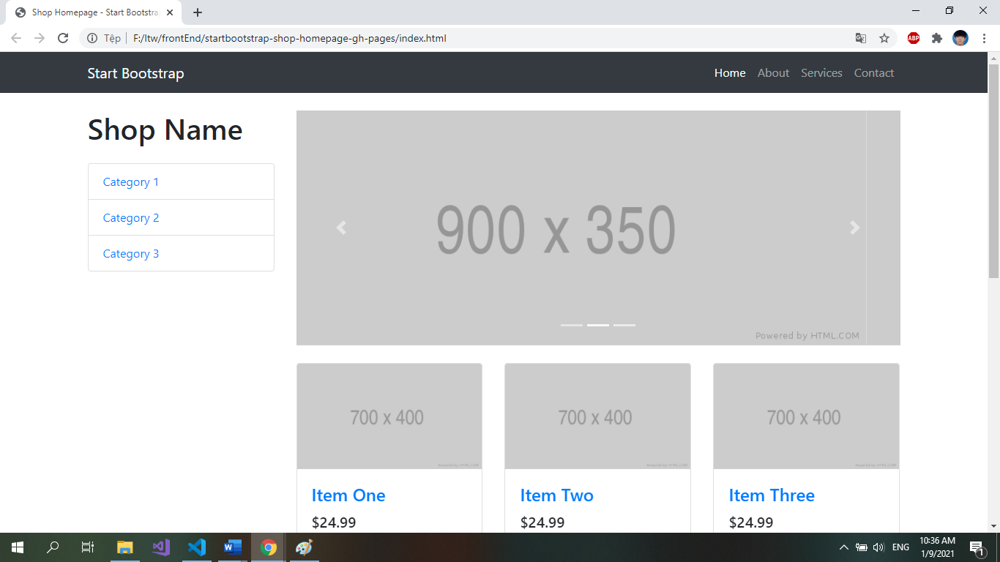 Shop Homepage - Start Bootstra
Tệp
F:/ltw/frontEnd/startbootstrap-shop-homepage-gh-pages/index.html
ABP
Start Bootstrap
Home About Services Contact
Shop Name
Category 1
Category 2
Category 3
900 x 350
Powered by HTML.COM
700 x 400
Powered by HTML.COM
700 x 400
Powered by HTML.COM
700 x 400
Powered by HTML.COM
Item One
$24.99
Item Two
$24.99
Item Three
$24.99
ENG
10:36 AM
1/9/2021
1